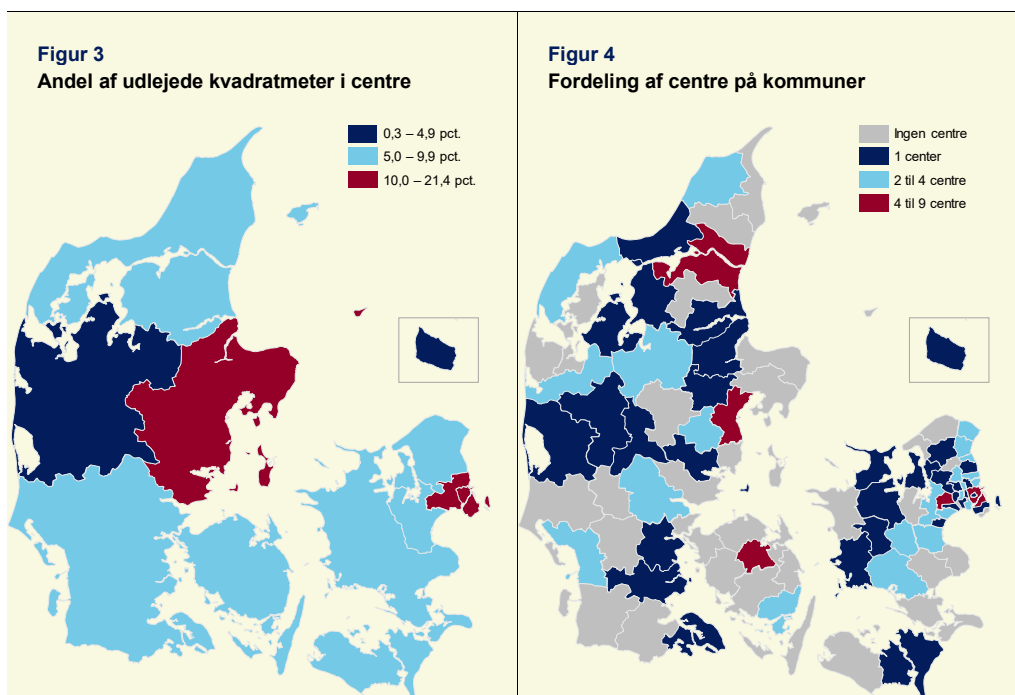 Figur 3
Andel af udlejede kvadratmeter i centre
0,3 – 4,9 pct.
5,0 – 9,9 pct.
10,0 – 21,4 pct.
Figur 4
Fordeling af centre på kommuner
Ingen centre
1 center
2 til 4 centre
4 til 9 centre